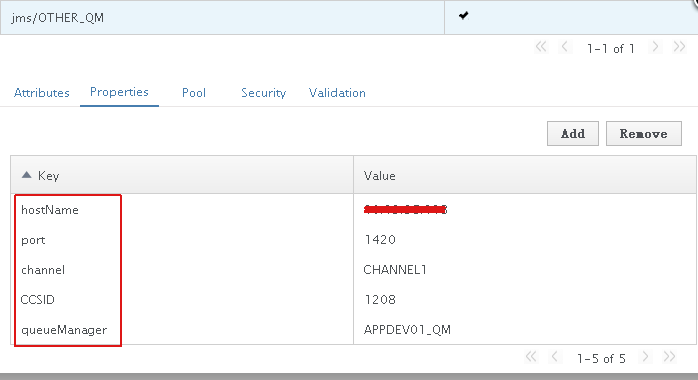 jms/OTHER_QM
1-1 of 1
Attributes Properties Pool Security Validation
Add Remove
Key Value
hostName
port 1420
channel CHANNEL1
CCSID 1208
queueManager APPDEV01_QM
1-5 of 5